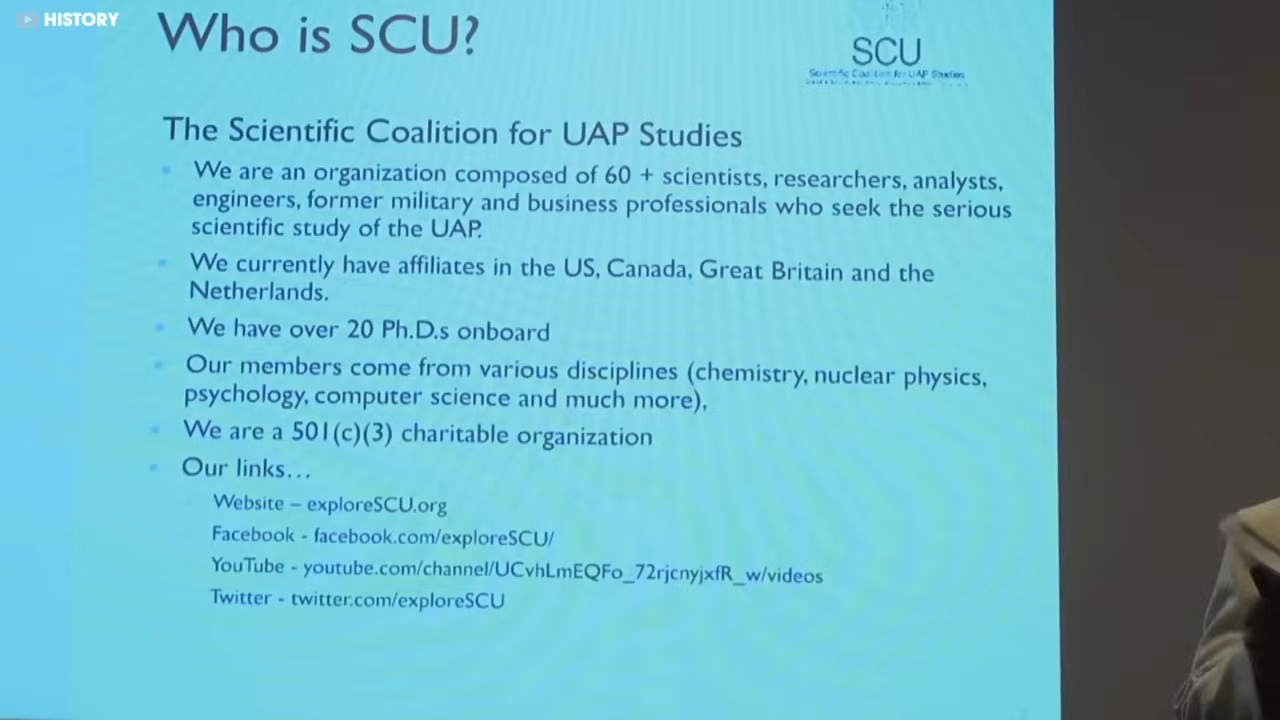 HISTORY
Who is SCU?
SCU
Scientific Coalition for UAP Studies
The Scientific Coalition for UAP Studies
We are an organization composed of 60 + scientists, researchers, analysts,
engineers, former military and business professionals who seek the serious
scientific study of the UAP.
We currently have affiliates in the US, Canada, Great Britain and the
Netherlands.
We have over 20 Ph.D.s onboard
Our members come from various disciplines (chemistry, nuclear physics,
psychology, computer science and much more),
We are a 501(c)(3) charitable organization
Our links…
Website – exploreSCU.org
Facebook - facebook.com/exploreSCU/
YouTube - youtube.com/channel/UCvhLmEQFo_72rjcnyjxfR_w/videos
Twitter - twitter.com/exploreSCU